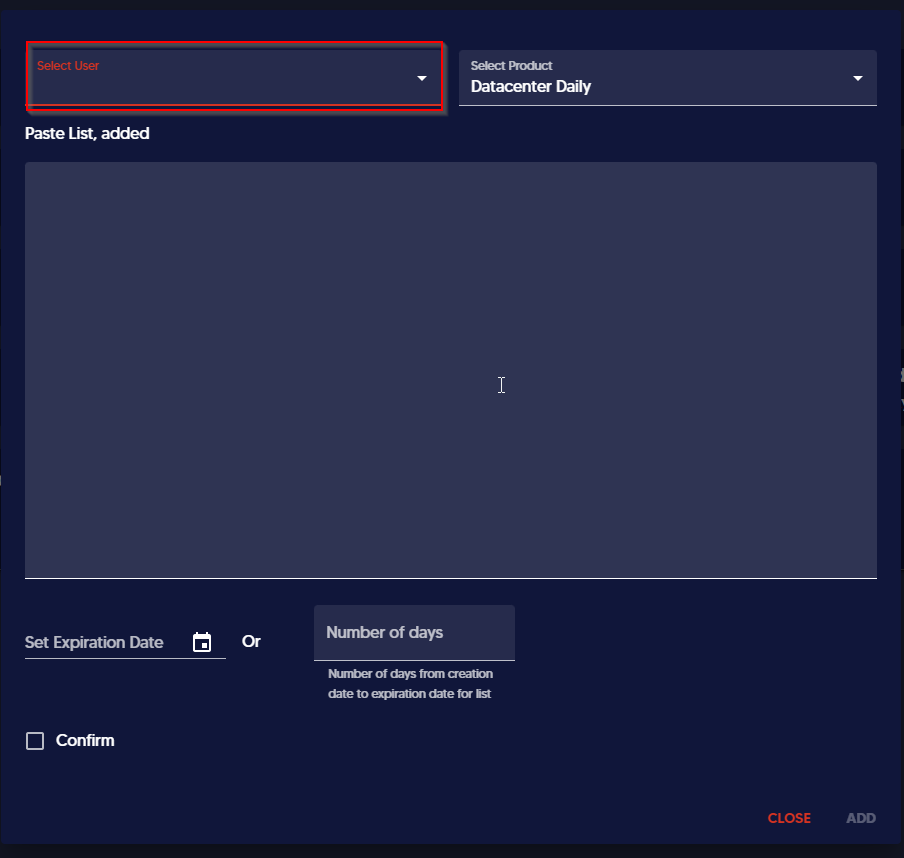 Select User
Select Product
Datacenter Daily
Paste List, added
Set Expiration Date
Or
Number of days
Number of days from creation
date to expiration date for list
Confirm
CLOSE
ADD